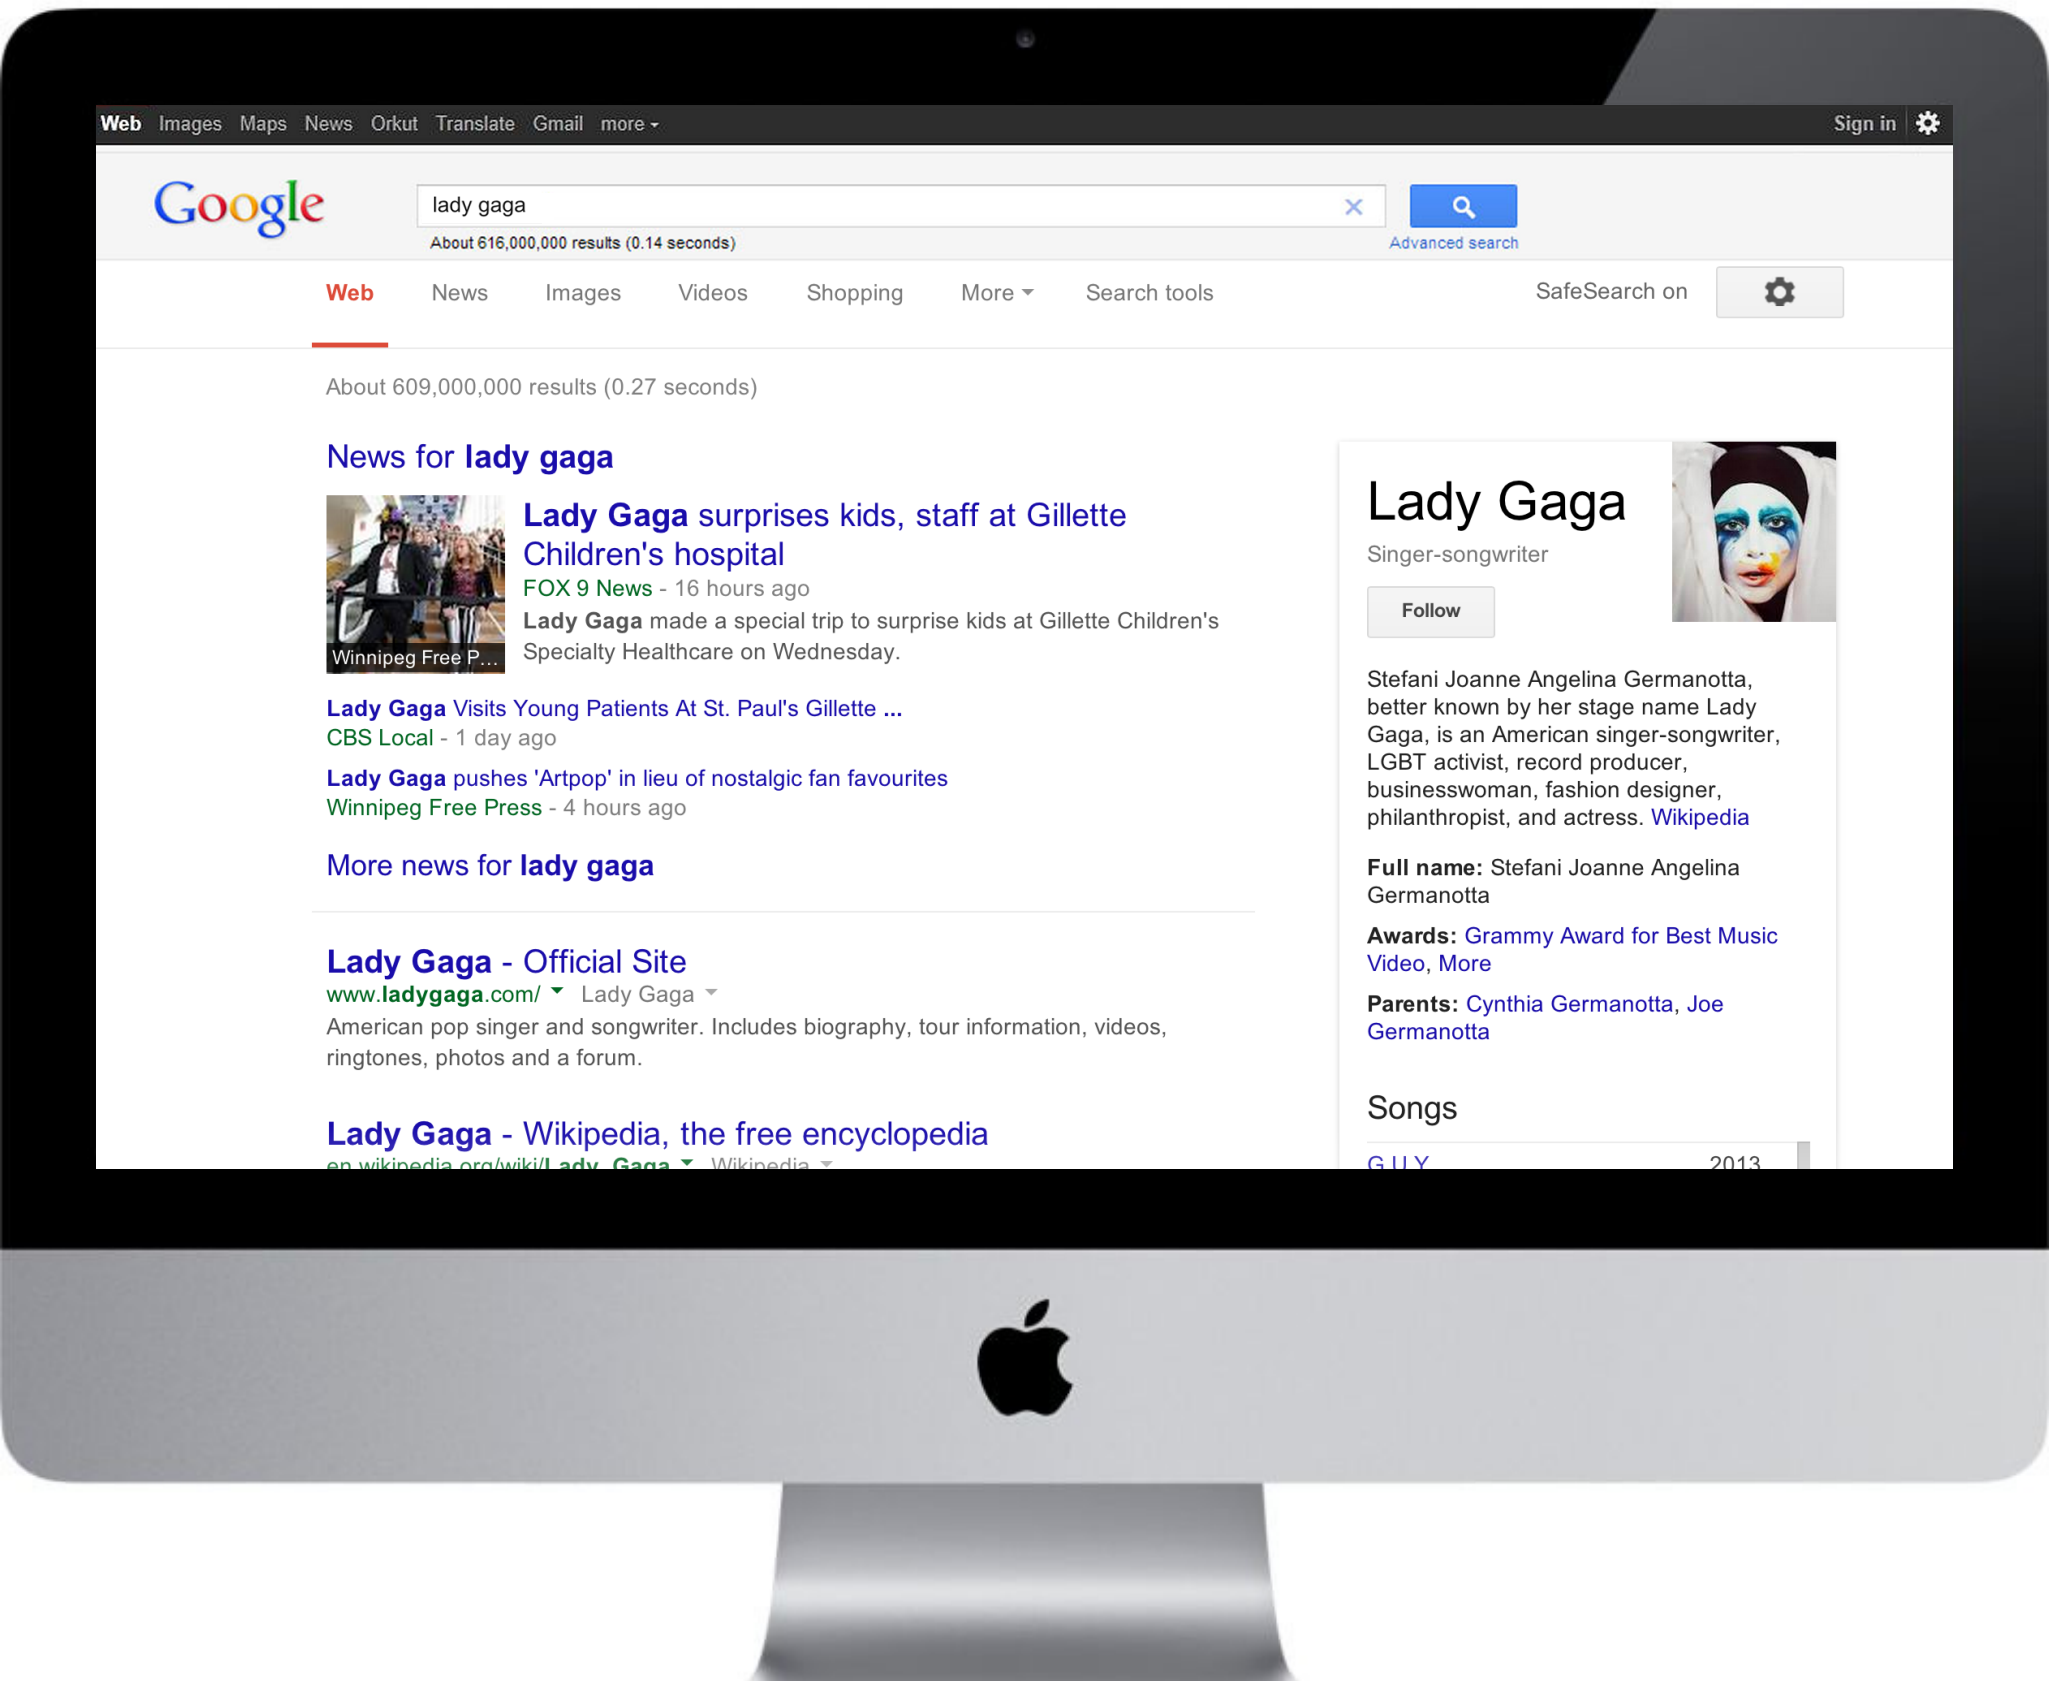 Web Images Maps News Orkut Translate Gmail more Sign in
Google
lady gaga
About 616,000,000 results (0.14 seconds)
Advanced search
Web News Images Videos Shopping More Search tools SafeSearch on
About 609,000,000 results (0.27 seconds)
News for lady gaga
Lady Gaga surprises kids, staff at Gillette
Children's hospital
FOX 9 News - 16 hours ago
Lady Gaga made a special trip to surprise kids at Gillette Children's
Specialty Healthcare on Wednesday.
Winnipeg Free P...
Lady Gaga Visits Young Patients At St. Paul's Gillette ...
CBS Local - 1 day ago
Lady Gaga pushes 'Artpop' in lieu of nostalgic fan favourites
Winnipeg Free Press - 4 hours ago
More news for lady gaga
Lady Gaga - Official Site
www.ladygaga.com/ Lady Gaga
American pop singer and songwriter. Includes biography, tour information, videos,
ringtones, photos and a forum.
Lady Gaga - Wikipedia, the free encyclopedia
en.wikipedia.org/wiki/Lady_Gaga Wikipedia
Lady Gaga
Singer-songwriter
Follow
Stefani Joanne Angelina Germanotta,
better known by her stage name Lady
Gaga, is an American singer-songwriter,
LGBT activist, record producer,
businesswoman, fashion designer,
philanthropist, and actress. Wikipedia
Full name: Stefani Joanne Angelina
Germanotta
Awards: Grammy Award for Best Music
Video, More
Parents: Cynthia Germanotta, Joe
Germanotta
Songs
G.U.Y 2013